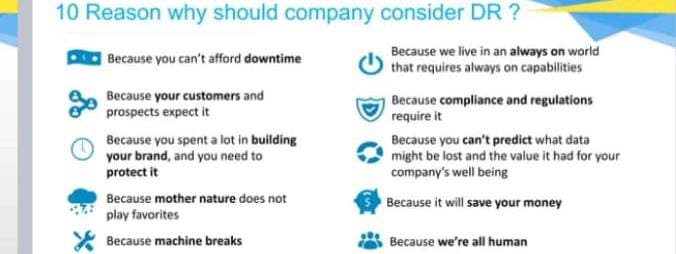 10 Reason why should company consider DR ?
Because you can't afford downtime
Because your customers and
prospects expect it
Because you spent a lot in building
your brand, and you need to
protect it
Because mother nature does not
play favorites
Because machine breaks
Because we live in an always on world
that requires always on capabilities
Because compliance and regulations
require it
Because you can't predict what data
might be lost and the value it had for your
company's well being
Because it will save your money
Because we're all human